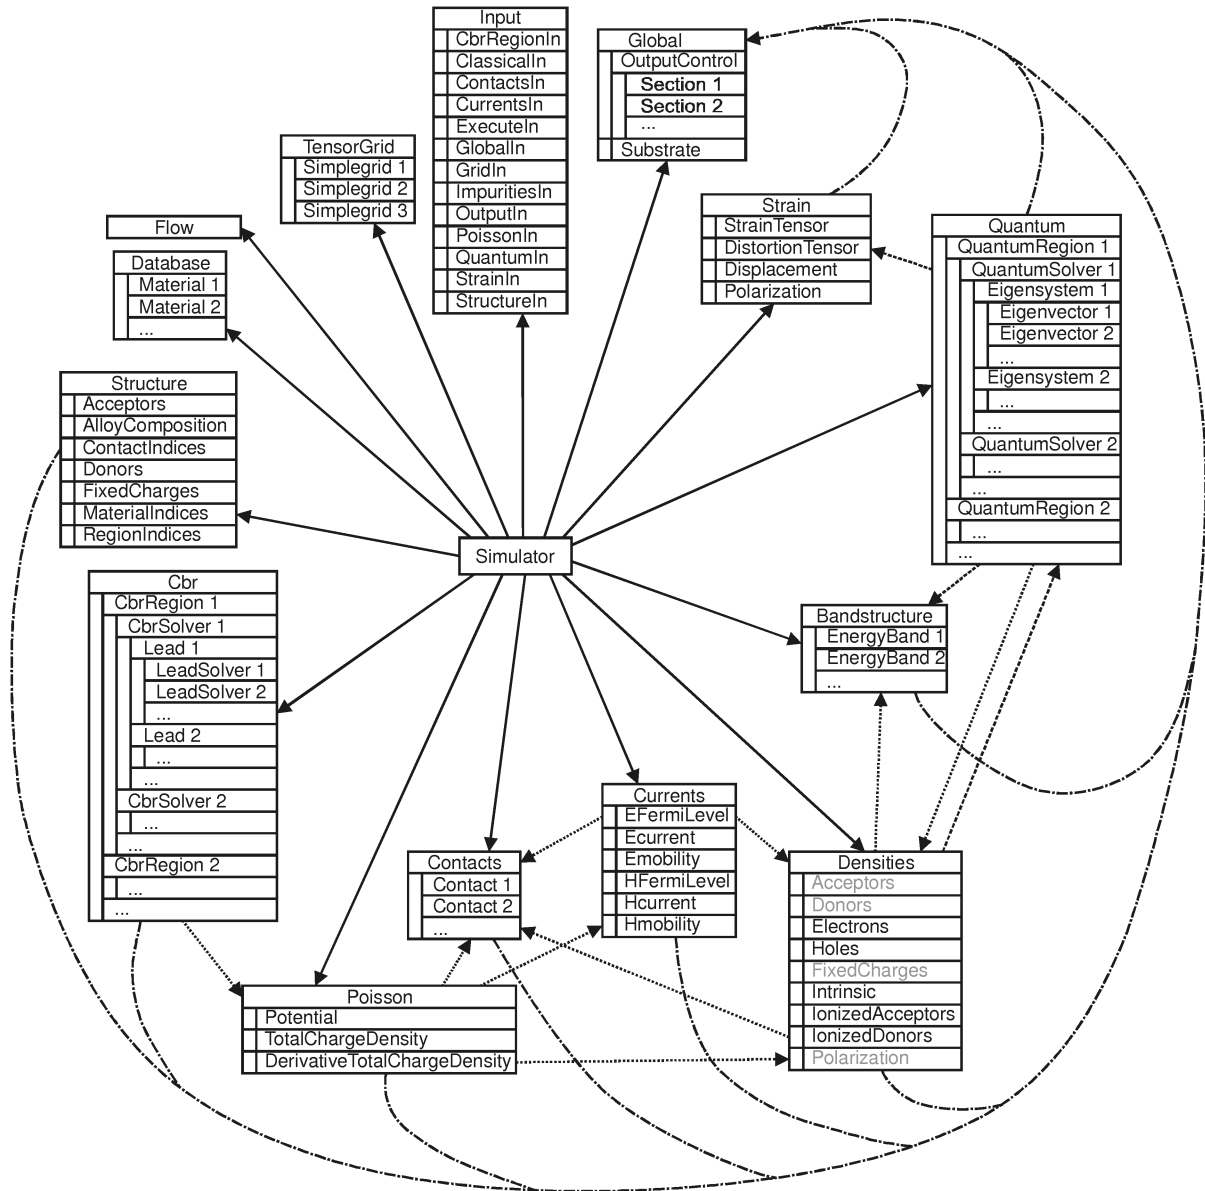 Input
CbrRegionIn
ClassicalIn
ContactsIn
CurrentsIn
ExecuteIn
GlobalIn
GridIn
ImpuritiesIn
OutputIn
PoissonIn
QuantumIn
StrainIn
StructureIn
Global
OutputControl
Section 1
Section 2
...
Substrate
TensorGrid
Simplegrid 1
Simplegrid 2
Simplegrid 3
Strain
StrainTensor
DistortionTensor
Displacement
Polarization
Flow
Database
Material 1
Material 2
...
Quantum
QuantumRegion 1
QuantumSolver 1
Eigensystem 1
Eigenvector 1
Eigenvector 2
...
Eigensystem 2
...
...
QuantumSolver 2
...
...
QuantumRegion 2
...
...
Structure
Acceptors
AlloyComposition
ContactIndices
Donors
FixedCharges
MaterialIndices
RegionIndices
Simulator
Cbr
CbrRegion 1
CbrSolver 1
Lead 1
LeadSolver 1
LeadSolver 2
...
Lead 2
...
...
CbrSolver 2
...
...
CbrRegion 2
...
...
Bandstructure
EnergyBand 1
EnergyBand 2
...
Currents
EFermiLevel
Ecurrent
Emobility
HFermiLevel
Hcurrent
Hmobility
Contacts
Contact 1
Contact 2
...
Densities
Acceptors
Donors
Electrons
Holes
FixedCharges
Intrinsic
IonizedAcceptors
IonizedDonors
Polarization
Poisson
Potential
TotalChargeDensity
DerivativeTotalChargeDensity